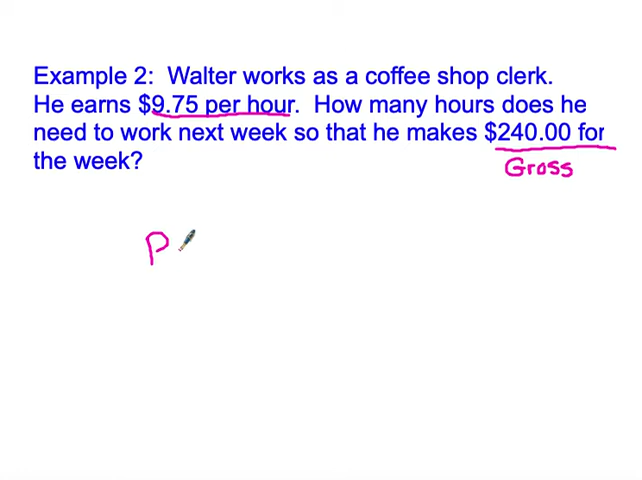 Example 2:  Walter works as a coffee shop clerk.
He earns $9.75 per hour.  How many hours does he
need to work next week so that he makes $240.00 for
the week?
Gross
P